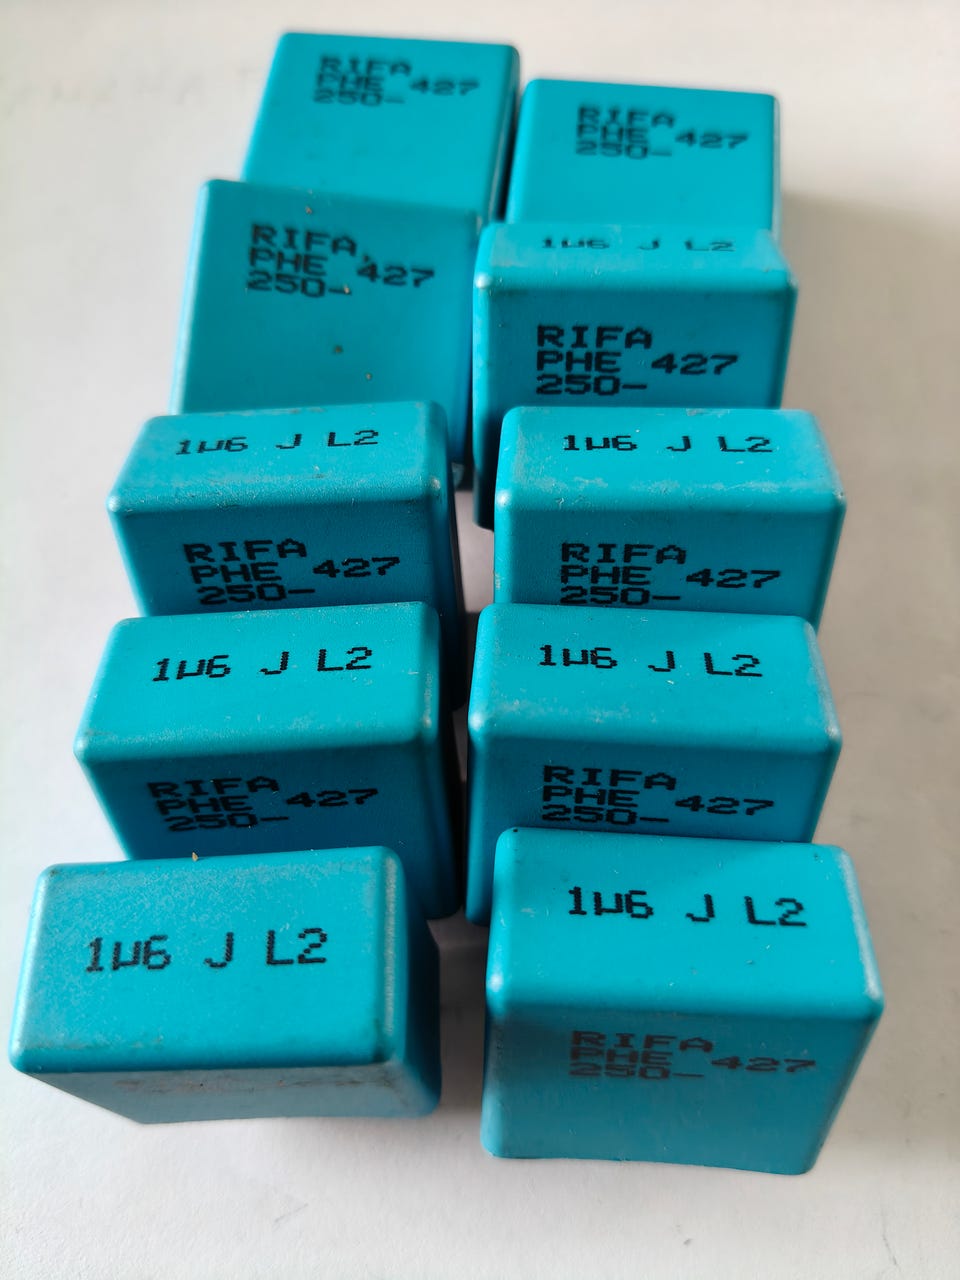 RIFA
PHE 427
250-
RIFA
PHE 427
250-
RIFA
PHE 427
250-
1µ6 J L2
RIFA
PHE 427
250-
1µ6 J L2
RIFA
PHE 427
250-
1µ6 J L2
RIFA
PHE 427
250-
1µ6 J L2
RIFA
PHE 427
250-
1µ6 J L2
RIFA
PHE 427
250-
1µ6 J L2
1µ6 J L2
RIFA
PHE 427
250-